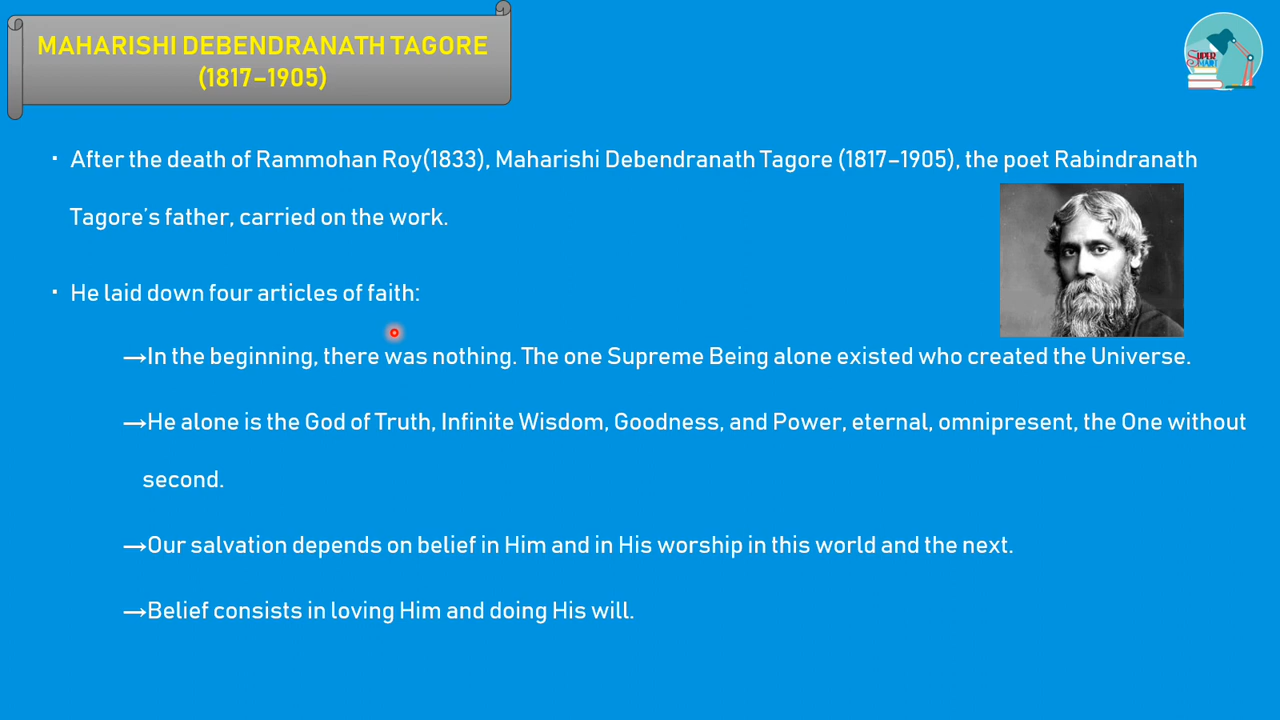 MAHARISHI DEBENDRANATH TAGORE
(1817–1905)
SUPER
SMART
· After the death of Rammohan Roy(1833), Maharishi Debendranath Tagore (1817–1905), the poet Rabindranath
Tagore's father, carried on the work.
· He laid down four articles of faith:
→In the beginning, there was nothing. The one Supreme Being alone existed who created the Universe.
→He alone is the God of Truth, Infinite Wisdom, Goodness, and Power, eternal, omnipresent, the One without
second.
→Our salvation depends on belief in Him and in His worship in this world and the next.
→Belief consists in loving Him and doing His will.